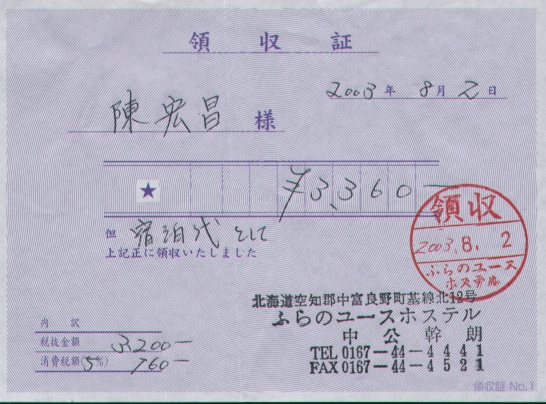 領収証
2003年8月2日
陳宏昌様
★ ¥3,360-
但 宿泊代として
上記正に領収いたしました
領収
2003.8.2
ふらのユース
ホステル
北海道空知郡中富良野町基線北12号
ふらのユースホステル
中公幹朗
TEL 0167-44-4441
FAX 0167-44-4521
内訳
税抜金額 3200-
消費税額(5%) 160-
領収証 No.1